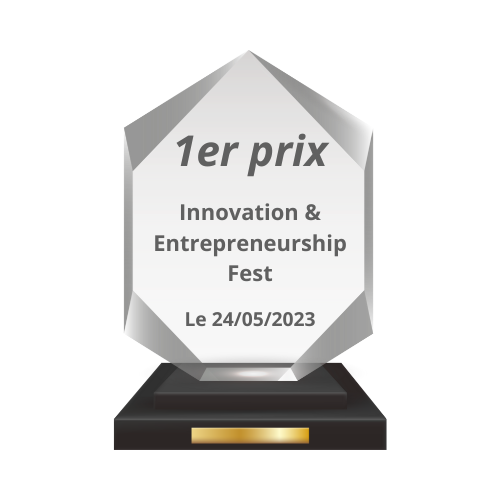 1er prix
Innovation &
Entrepreneurship
Fest
Le 24/05/2023